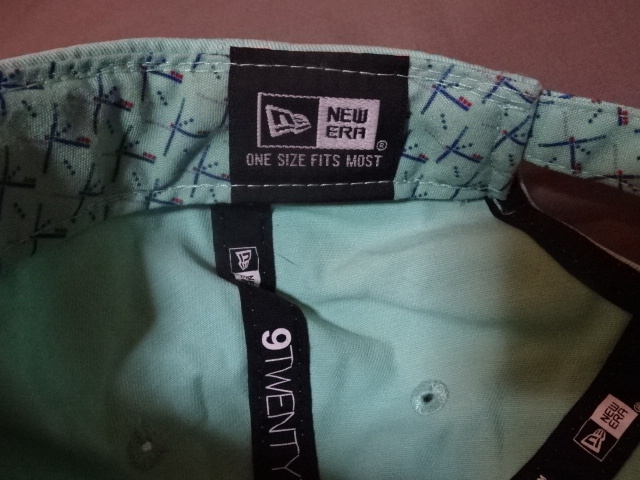 NEW
ERA
®
ONE SIZE FITS MOST
9TWENTY
NEW
ERA
®